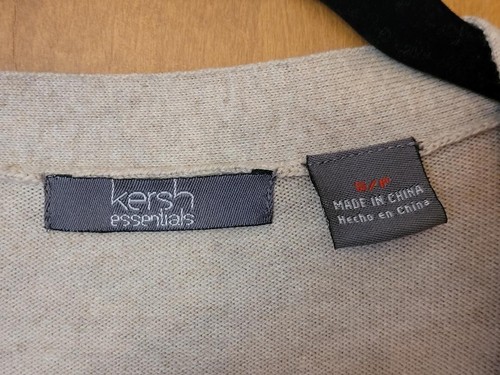 kersh
essentials
S/P
MADE IN CHINA
Hecho en China